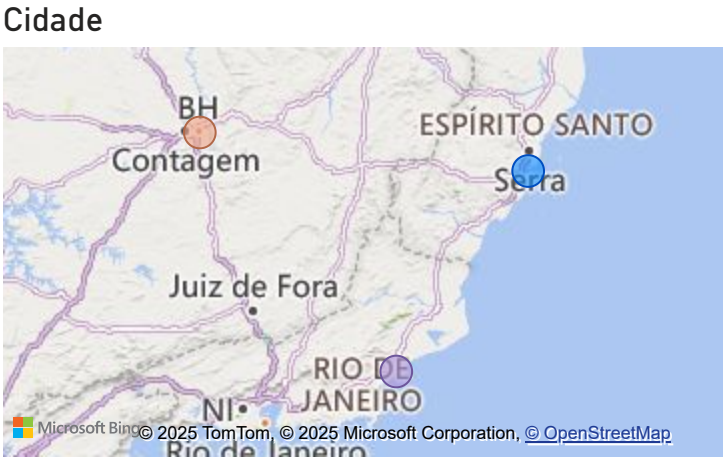 Cidade
BH
ESPÍRITO SANTO
Contagem
Serra
Juiz de Fora
RIO DE
JANEIRO
NI
Microsoft Bing
© 2025 TomTom, © 2025 Microsoft Corporation, © OpenStreetMap
Rio de Janeiro